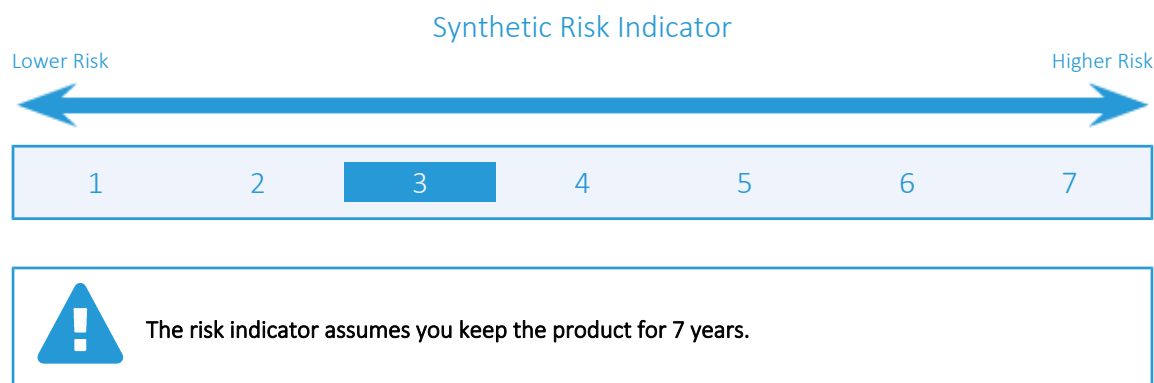 Synthetic Risk Indicator
Lower Risk Higher Risk
1 2 3 4 5 6 7
The risk indicator assumes you keep the product for 7 years.